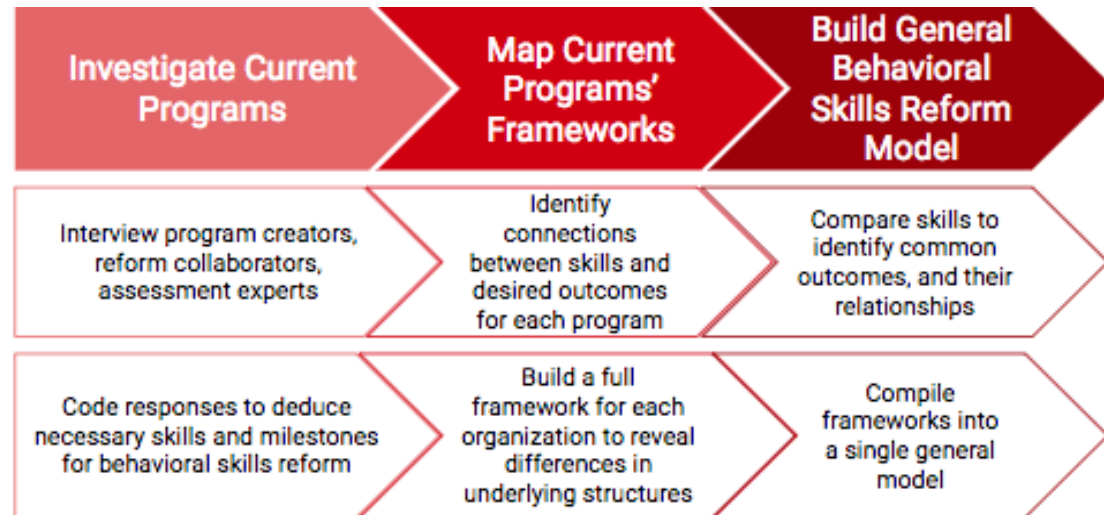 Investigate Current
Programs
Map Current
Programs'
Frameworks
Build General
Behavioral
Skills Reform
Model
Interview program creators,
reform collaborators,
assessment experts
Identify
connections
between skills and
desired outcomes
for each program
Compare skills to
identify common
outcomes, and their
relationships
Code responses to deduce
necessary skills and milestones
for behavioral skills reform
Build a full
framework for each
organization to reveal
differences in
underlying structures
Compile
frameworks into
a single general
model